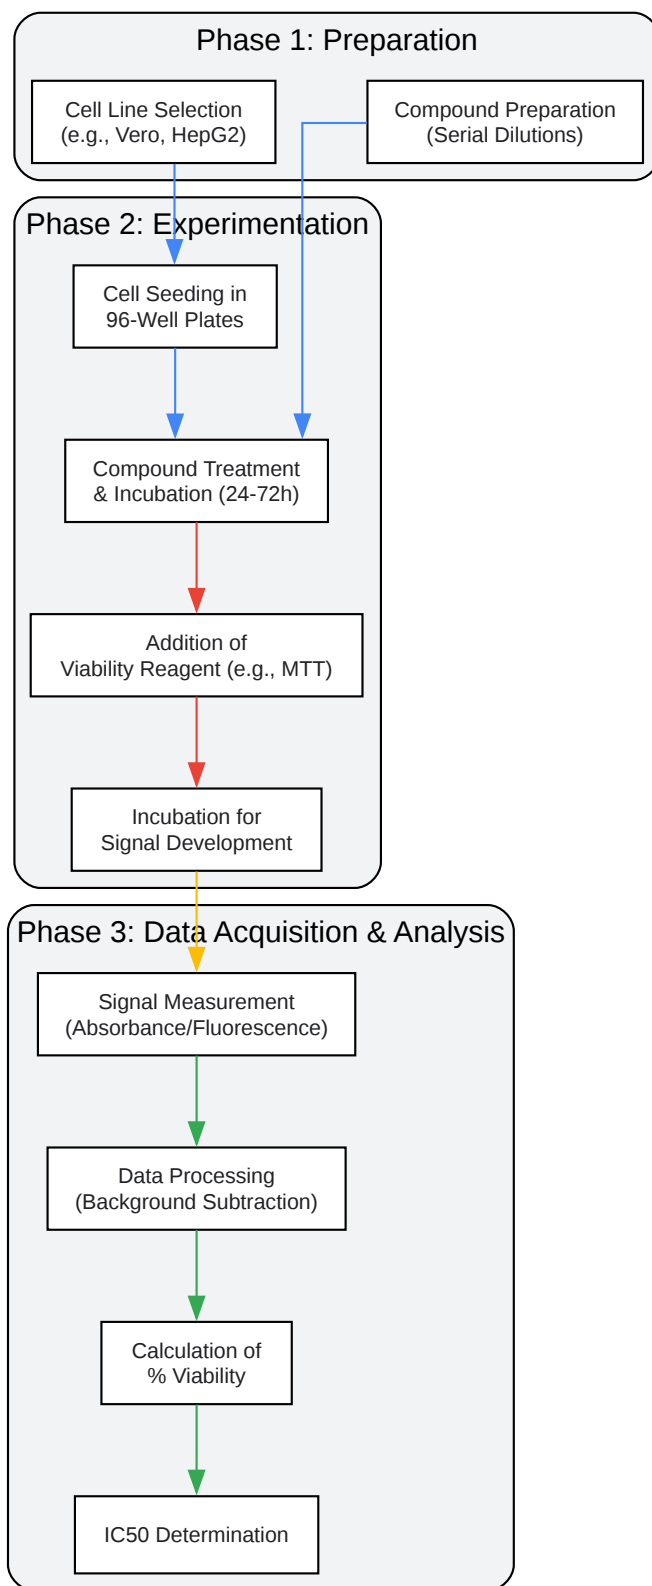 Phase 1: Preparation
Cell Line Selection
(e.g., Vero, HepG2)
Compound Preparation
(Serial Dilutions)
Phase 2: Experimentation
Cell Seeding in
96-Well Plates
Compound Treatment
& Incubation (24-72h)
Addition of
Viability Reagent (e.g., MTT)
Incubation for
Signal Development
Phase 3: Data Acquisition & Analysis
Signal Measurement
(Absorbance/Fluorescence)
Data Processing
(Background Subtraction)
Calculation of
% Viability
IC50 Determination